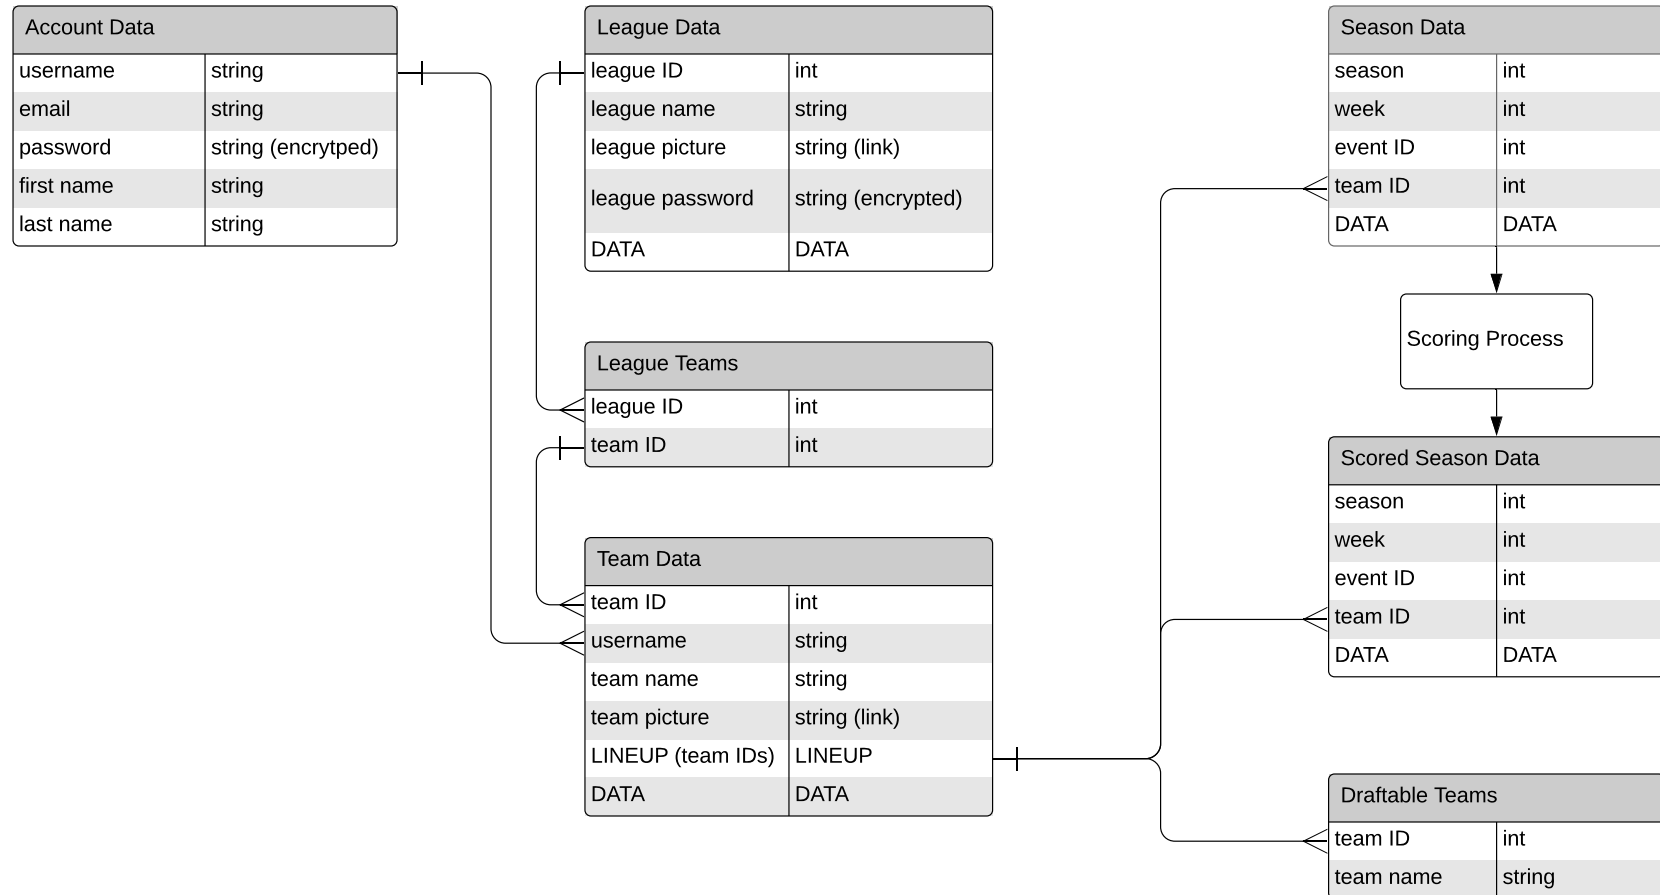 Account Data
username string
email string
password string (encrytped)
first name string
last name string
League Data
league ID int
league name string
league picture string (link)
league password string (encrypted)
DATA DATA
League Teams
league ID int
team ID int
Team Data
team ID int
username string
team name string
team picture string (link)
LINEUP (team IDs) LINEUP
DATA DATA
Season Data
season int
week int
event ID int
team ID int
DATA DATA
Scoring Process
Scored Season Data
season int
week int
event ID int
team ID int
DATA DATA
Draftable Teams
team ID int
team name string